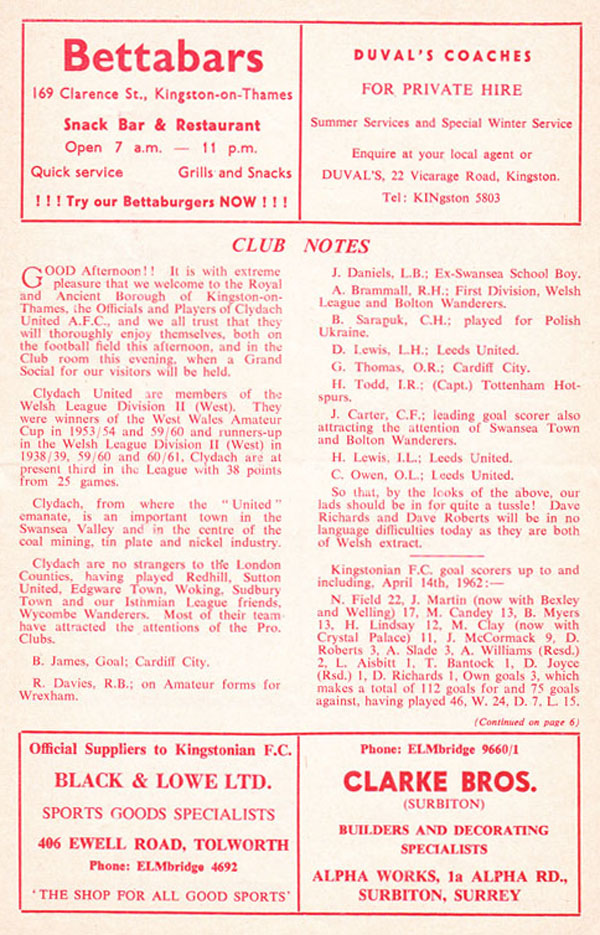 Bettabars
169 Clarence St., Kingston-on-Thames
Snack Bar & Restaurant
Open 7 a.m. — 11 p.m.
Quick service Grills and Snacks
! ! ! Try our Bettaburgers NOW ! ! !
DUVAL'S COACHES
FOR PRIVATE HIRE
Summer Services and Special Winter Service
Enquire at your local agent or
DUVAL'S, 22 Vicarage Road, Kingston.
Tel: KINgston 5803
CLUB NOTES
GOOD Afternoon!! It is with extreme
pleasure that we welcome to the Royal
and Ancient Borough of Kingston-on-
Thames, the Officials and Players of Clydach
United A.F.C., and we all trust that they
will thoroughly enjoy themselves, both on
the football field this afternoon, and in the
Club room this evening, when a Grand
Social for our visitors will be held.
Clydach United are members of the
Welsh League Division II (West). They
were winners of the West Wales Amateur
Cup in 1953/54 and 59/60 and runners-up
in the Welsh League Division II (West) in
1938/39, 59/60 and 60/61. Clydach are at
present third in the League with 38 points
from 25 games.
Clydach, from where the "United"
emanate, is an important town in the
Swansea Valley and in the centre of the
coal mining, tin plate and nickel industry.
Clydach are no strangers to the London
Counties, having played Redhill, Sutton
United, Edgware Town, Woking, Sudbury
Town and our Isthmian League friends,
Wycombe Wanderers. Most of their team
have attracted the attentions of the Pro.
Clubs.
B. James, Goal; Cardiff City.
R. Davies, R.B.; on Amateur forms for
Wrexham.
J. Daniels, L.B.; Ex-Swansea School Boy.
A. Brammall, R.H.; First Division, Welsh
League and Bolton Wanderers.
B. Sarapuk, C.H.; played for Polish
Ukraine.
D. Lewis, L.H.; Leeds United.
G. Thomas, O.R.; Cardiff City.
H. Todd, I.R.; (Capt.) Tottenham Hot-
spurs.
J. Carter, C.F.; leading goal scorer also
attracting the attention of Swansea Town
and Bolton Wanderers.
H. Lewis, I.L.; Leeds United.
C. Owen, O.L.; Leeds United.
So that, by the looks of the above, our
lads should be in for quite a tussle! Dave
Richards and Dave Roberts will be in no
language difficulties today as they are both
of Welsh extract.
Kingstonian F.C. goal scorers up to and
including, April 14th, 1962:—
N. Field 22, J. Martin (now with Bexley
and Welling) 17, M. Candey 13, B. Myers
13, H. Lindsay 12, M. Clay (now with
Crystal Palace) 11, J. McCormack 9, D.
Roberts 3, A. Slade 3, A. Williams (Resd.)
2, L. Aisbitt 1, T. Bantock 1, D. Joyce
(Rsd.) 1, D. Richards 1, Own goals 3, which
makes a total of 112 goals for and 75 goals
against, having played 46, W. 24, D. 7, L. 15.
(Continued on page 6)
Official Suppliers to Kingstonian F.C.
BLACK & LOWE LTD.
SPORTS GOODS SPECIALISTS
406 EWELL ROAD, TOLWORTH
Phone: ELMbridge 4692
'THE SHOP FOR ALL GOOD SPORTS'
Phone: ELMbridge 9660/1
CLARKE BROS.
(SURBITON)
BUILDERS AND DECORATING
SPECIALISTS
ALPHA WORKS, 1a ALPHA RD.,
SURBITON, SURREY